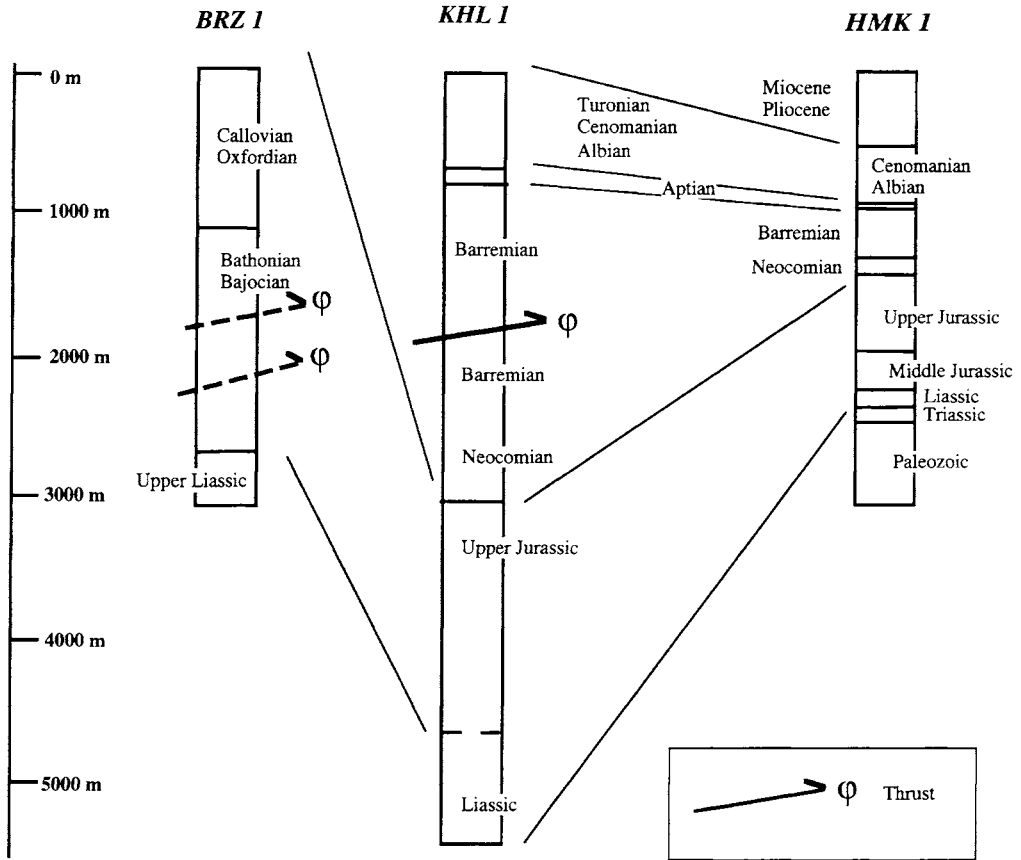 BRZ 1
KHL 1
HMK 1
0 m
1000 m
2000 m
3000 m
4000 m
5000 m
Callovian
Oxfordian
Bathonian
Bajocian
φ
φ
Upper Liassic
Turonian
Cenomanian
Albian
Aptian
Barremian
φ
Barremian
Neocomian
Upper Jurassic
Liassic
Miocene
Pliocene
Cenomanian
Albian
Barremian
Neocomian
Upper Jurassic
Middle Jurassic
Liassic
Triassic
Paleozoic
φ Thrust